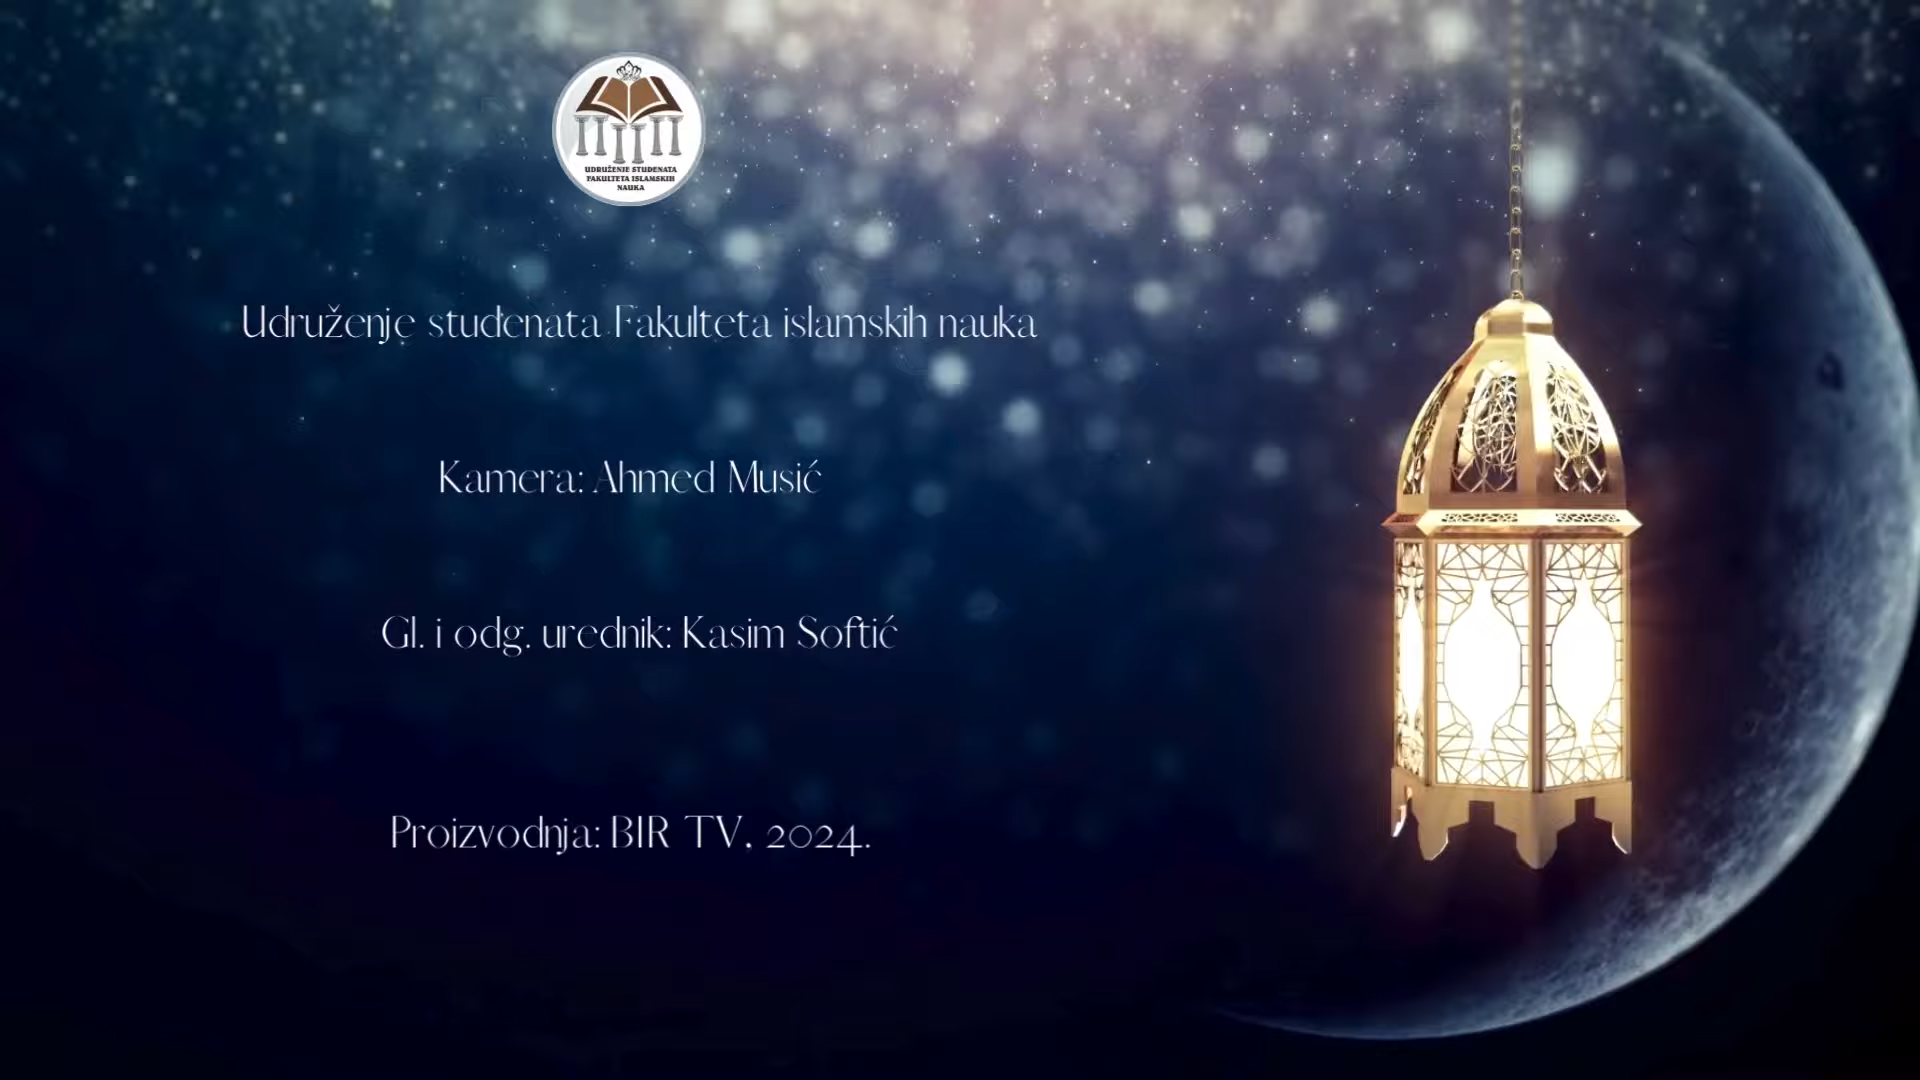 UDRUŽENJE STUDENATA
FAKULTETA ISLAMSKIH
NAUKA
Udruženje studenata Fakulteta islamskih nauka
Kamera: Ahmed Musić
Gl. i odg. urednik: Kasim Softić
Proizvodnja: BIR TV, 2024.